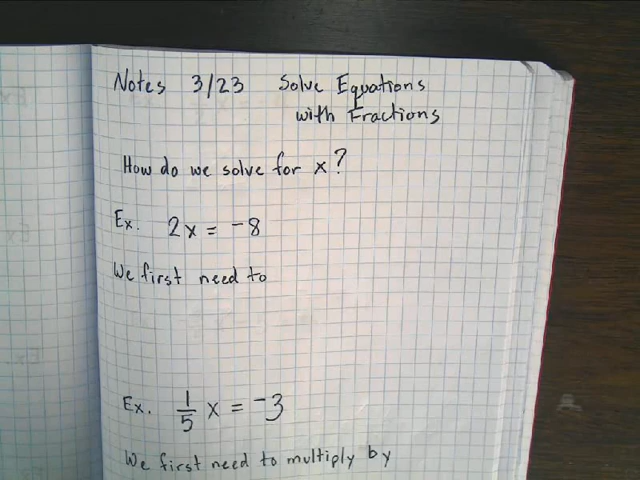 Notes 3/23 Solve Equations
with Fractions
How do we solve for x?
Ex. 2x = -8
We first need to
Ex. 1/5 x = -3
We first need to multiply by